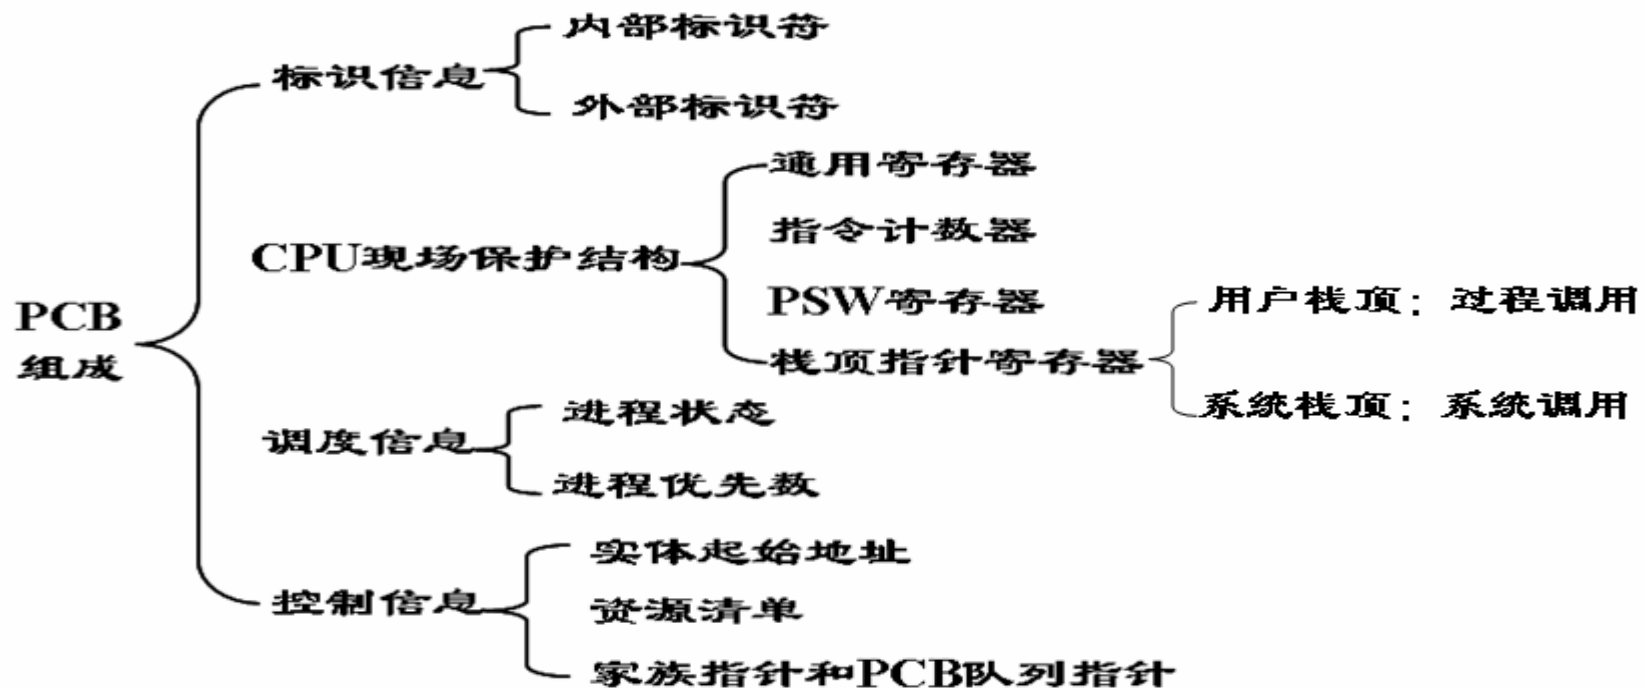 内部标识符
标识信息
外部标识符
通用寄存器
指令计数器
CPU现场保护结构
PSW寄存器
用户栈顶：过程调用
PCB
组成
栈顶指针寄存器
系统栈顶：系统调用
进程状态
调度信息
进程优先数
实体起始地址
控制信息
资源清单
家族指针和PCB队列指针